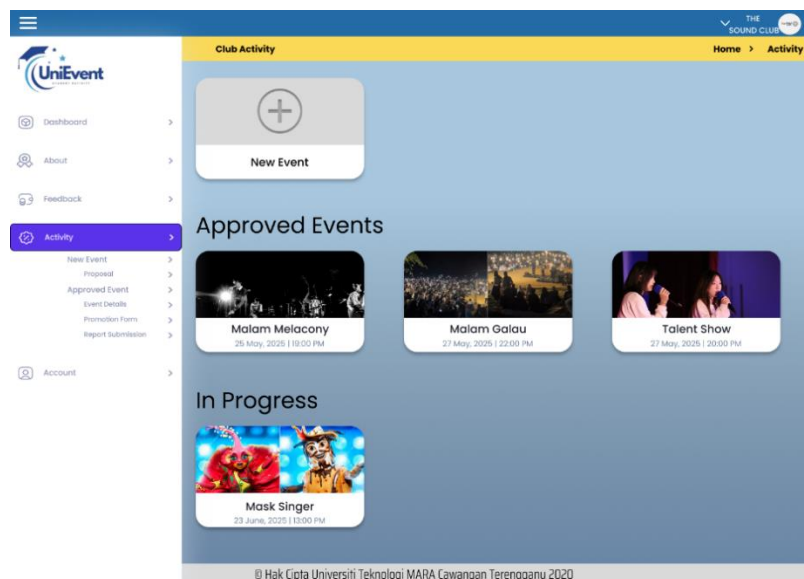 THE
SOUND CLUB
UniEvent
Club Activity
Home > Activity
Dashboard
About
Feedback
Activity
New Event
Proposal
Approved Event
Event Details
Promotion Form
Report Submission
Account
New Event
Approved Events
Malam Melacony
25 May, 2025 | 19:00 PM
Malam Galau
27 May, 2025 | 22:00 PM
Talent Show
27 May, 2025 | 20:00 PM
In Progress
Mask Singer
23 June, 2025 | 13:00 PM
© Hak Cipta Universiti Teknologi MARA Cawangan Terengganu 2020